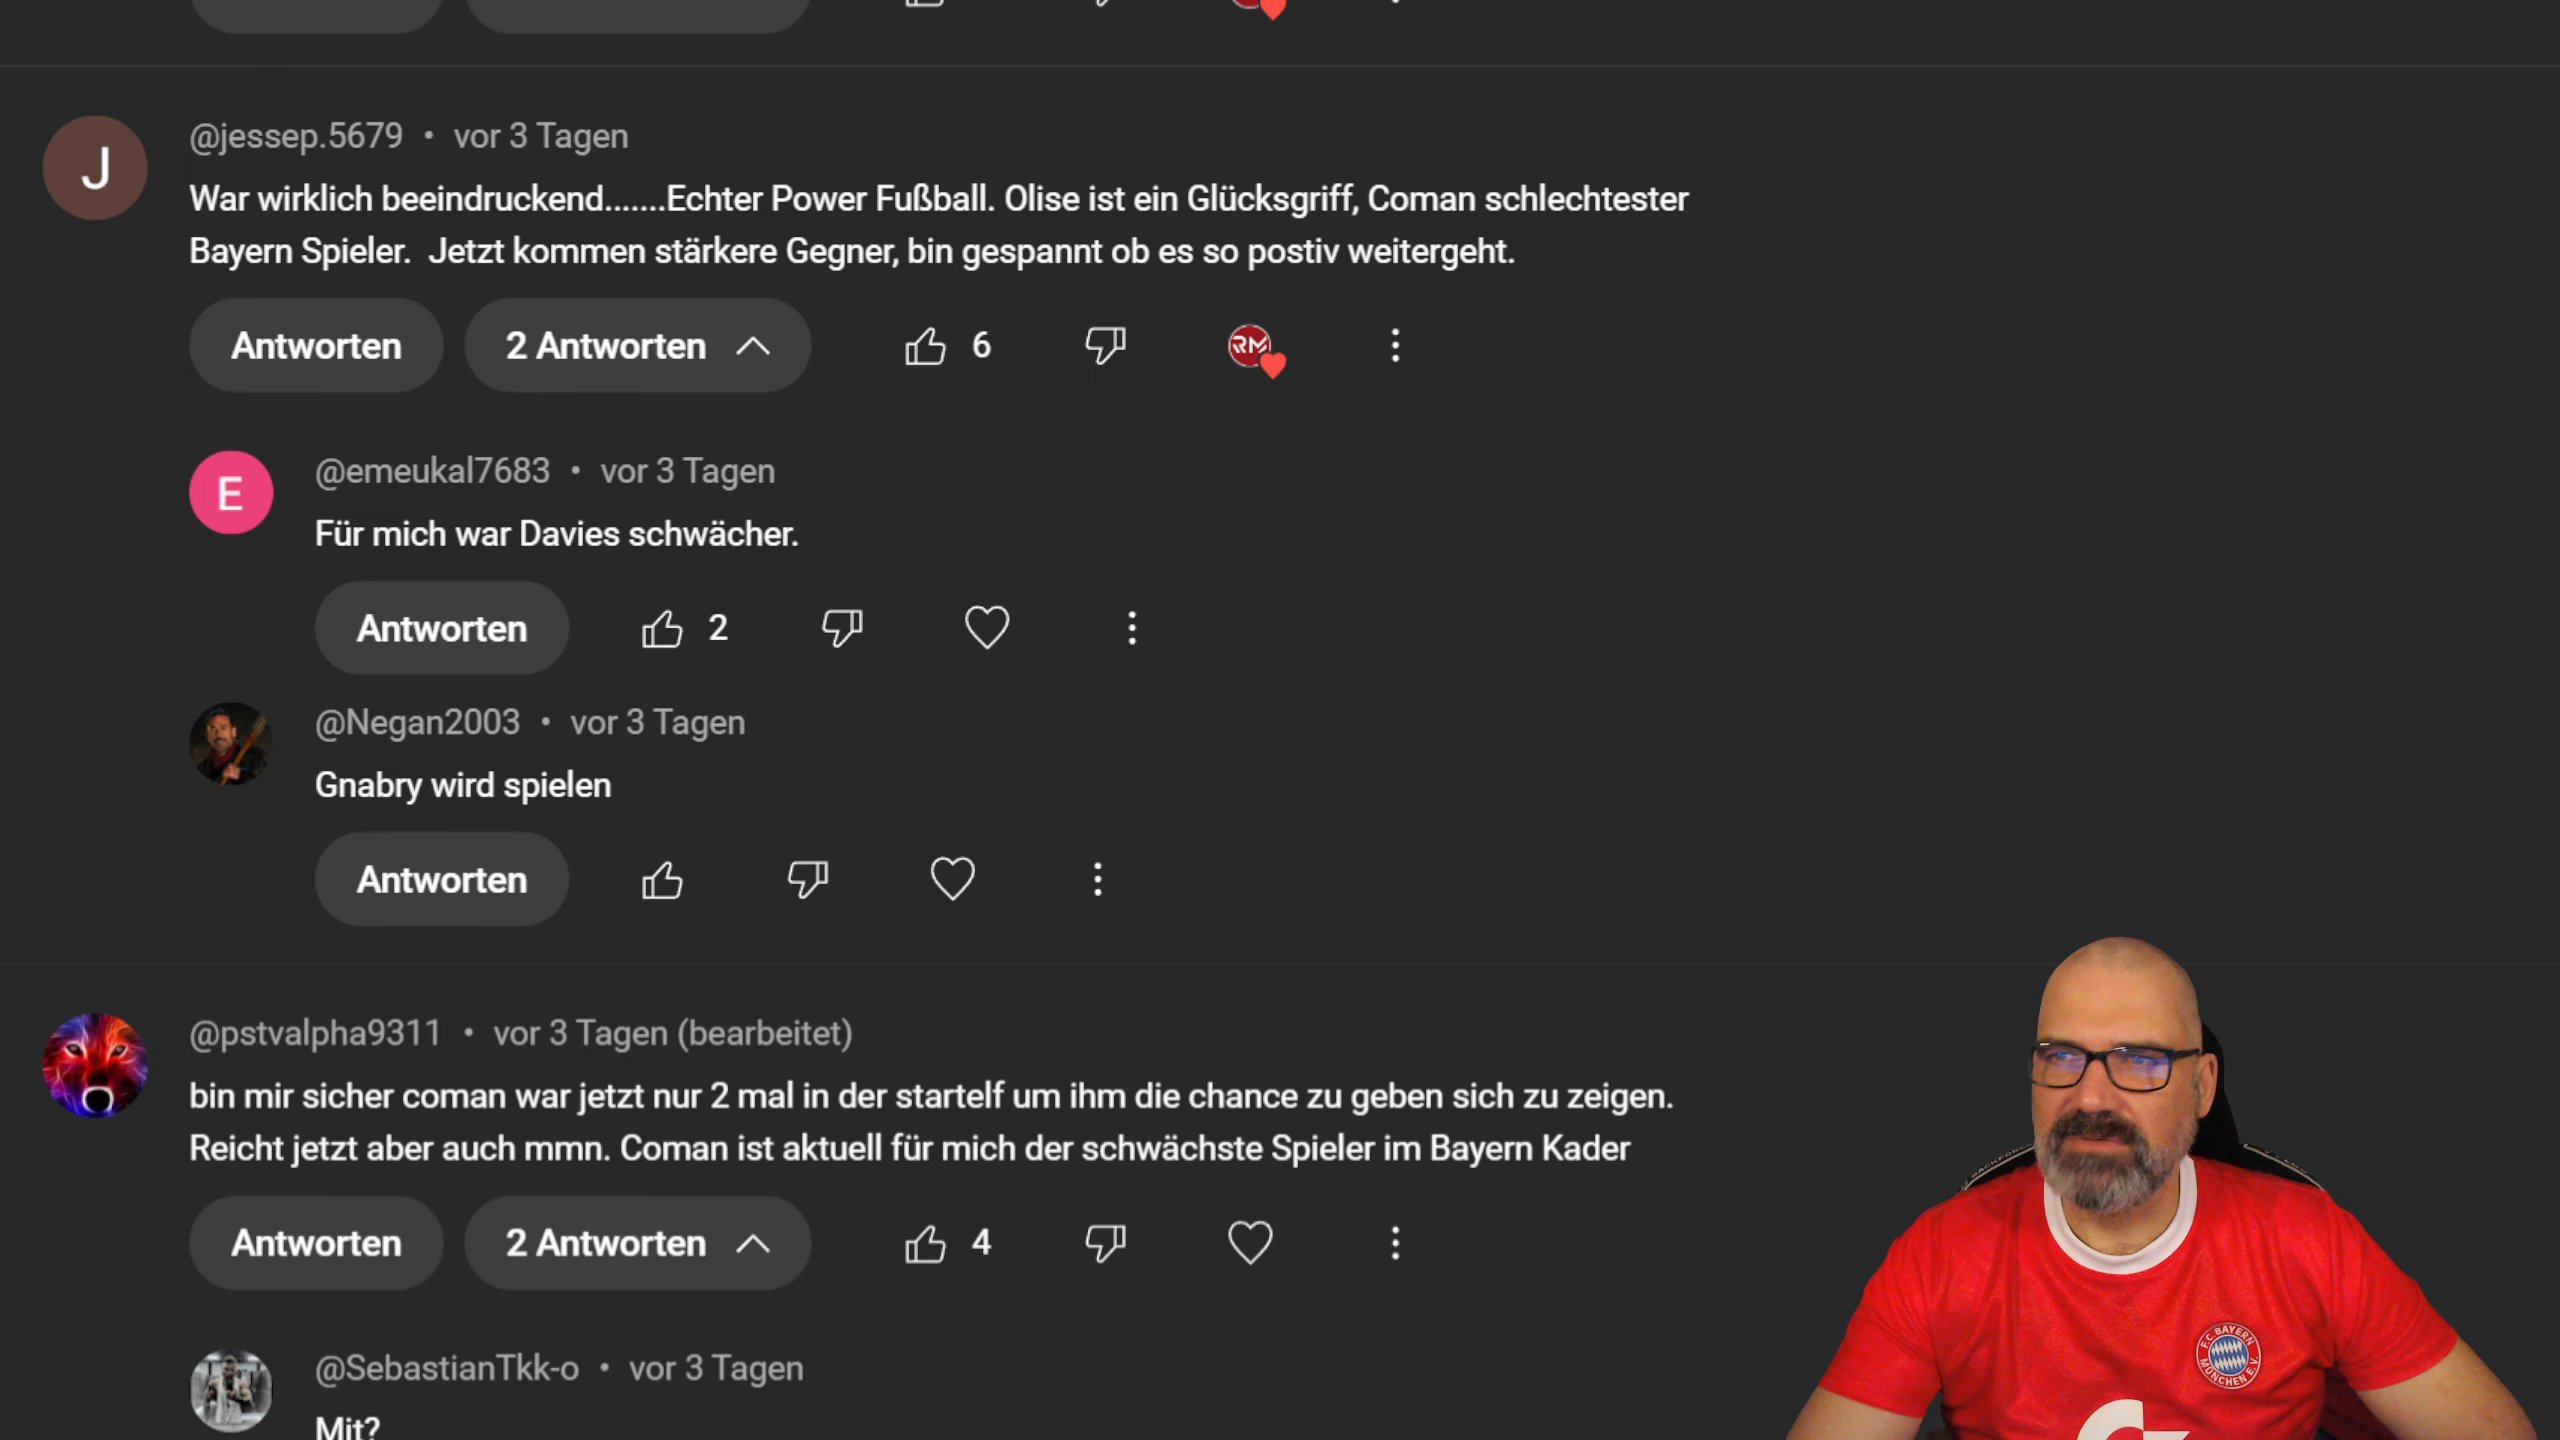 @jessep.5679 • vor 3 Tagen
J
War wirklich beeindruckend.......Echter Power Fußball. Olise ist ein Glücksgriff, Coman schlechtester
Bayern Spieler.  Jetzt kommen stärkere Gegner, bin gespannt ob es so postiv weitergeht.
Antworten
2 Antworten
6
RM
@emeukal7683 • vor 3 Tagen
E
Für mich war Davies schwächer.
Antworten
2
@Negan2003 • vor 3 Tagen
Gnabry wird spielen
Antworten
@pstvalpha9311 • vor 3 Tagen (bearbeitet)
bin mir sicher coman war jetzt nur 2 mal in der startelf um ihm die chance zu geben sich zu zeigen.
Reicht jetzt aber auch mmn. Coman ist aktuell für mich der schwächste Spieler im Bayern Kader
Antworten
2 Antworten
4
@SebastianTkk-o • vor 3 Tagen
Mit?
F.C. BAYERN
MÜNCHEN E.V.